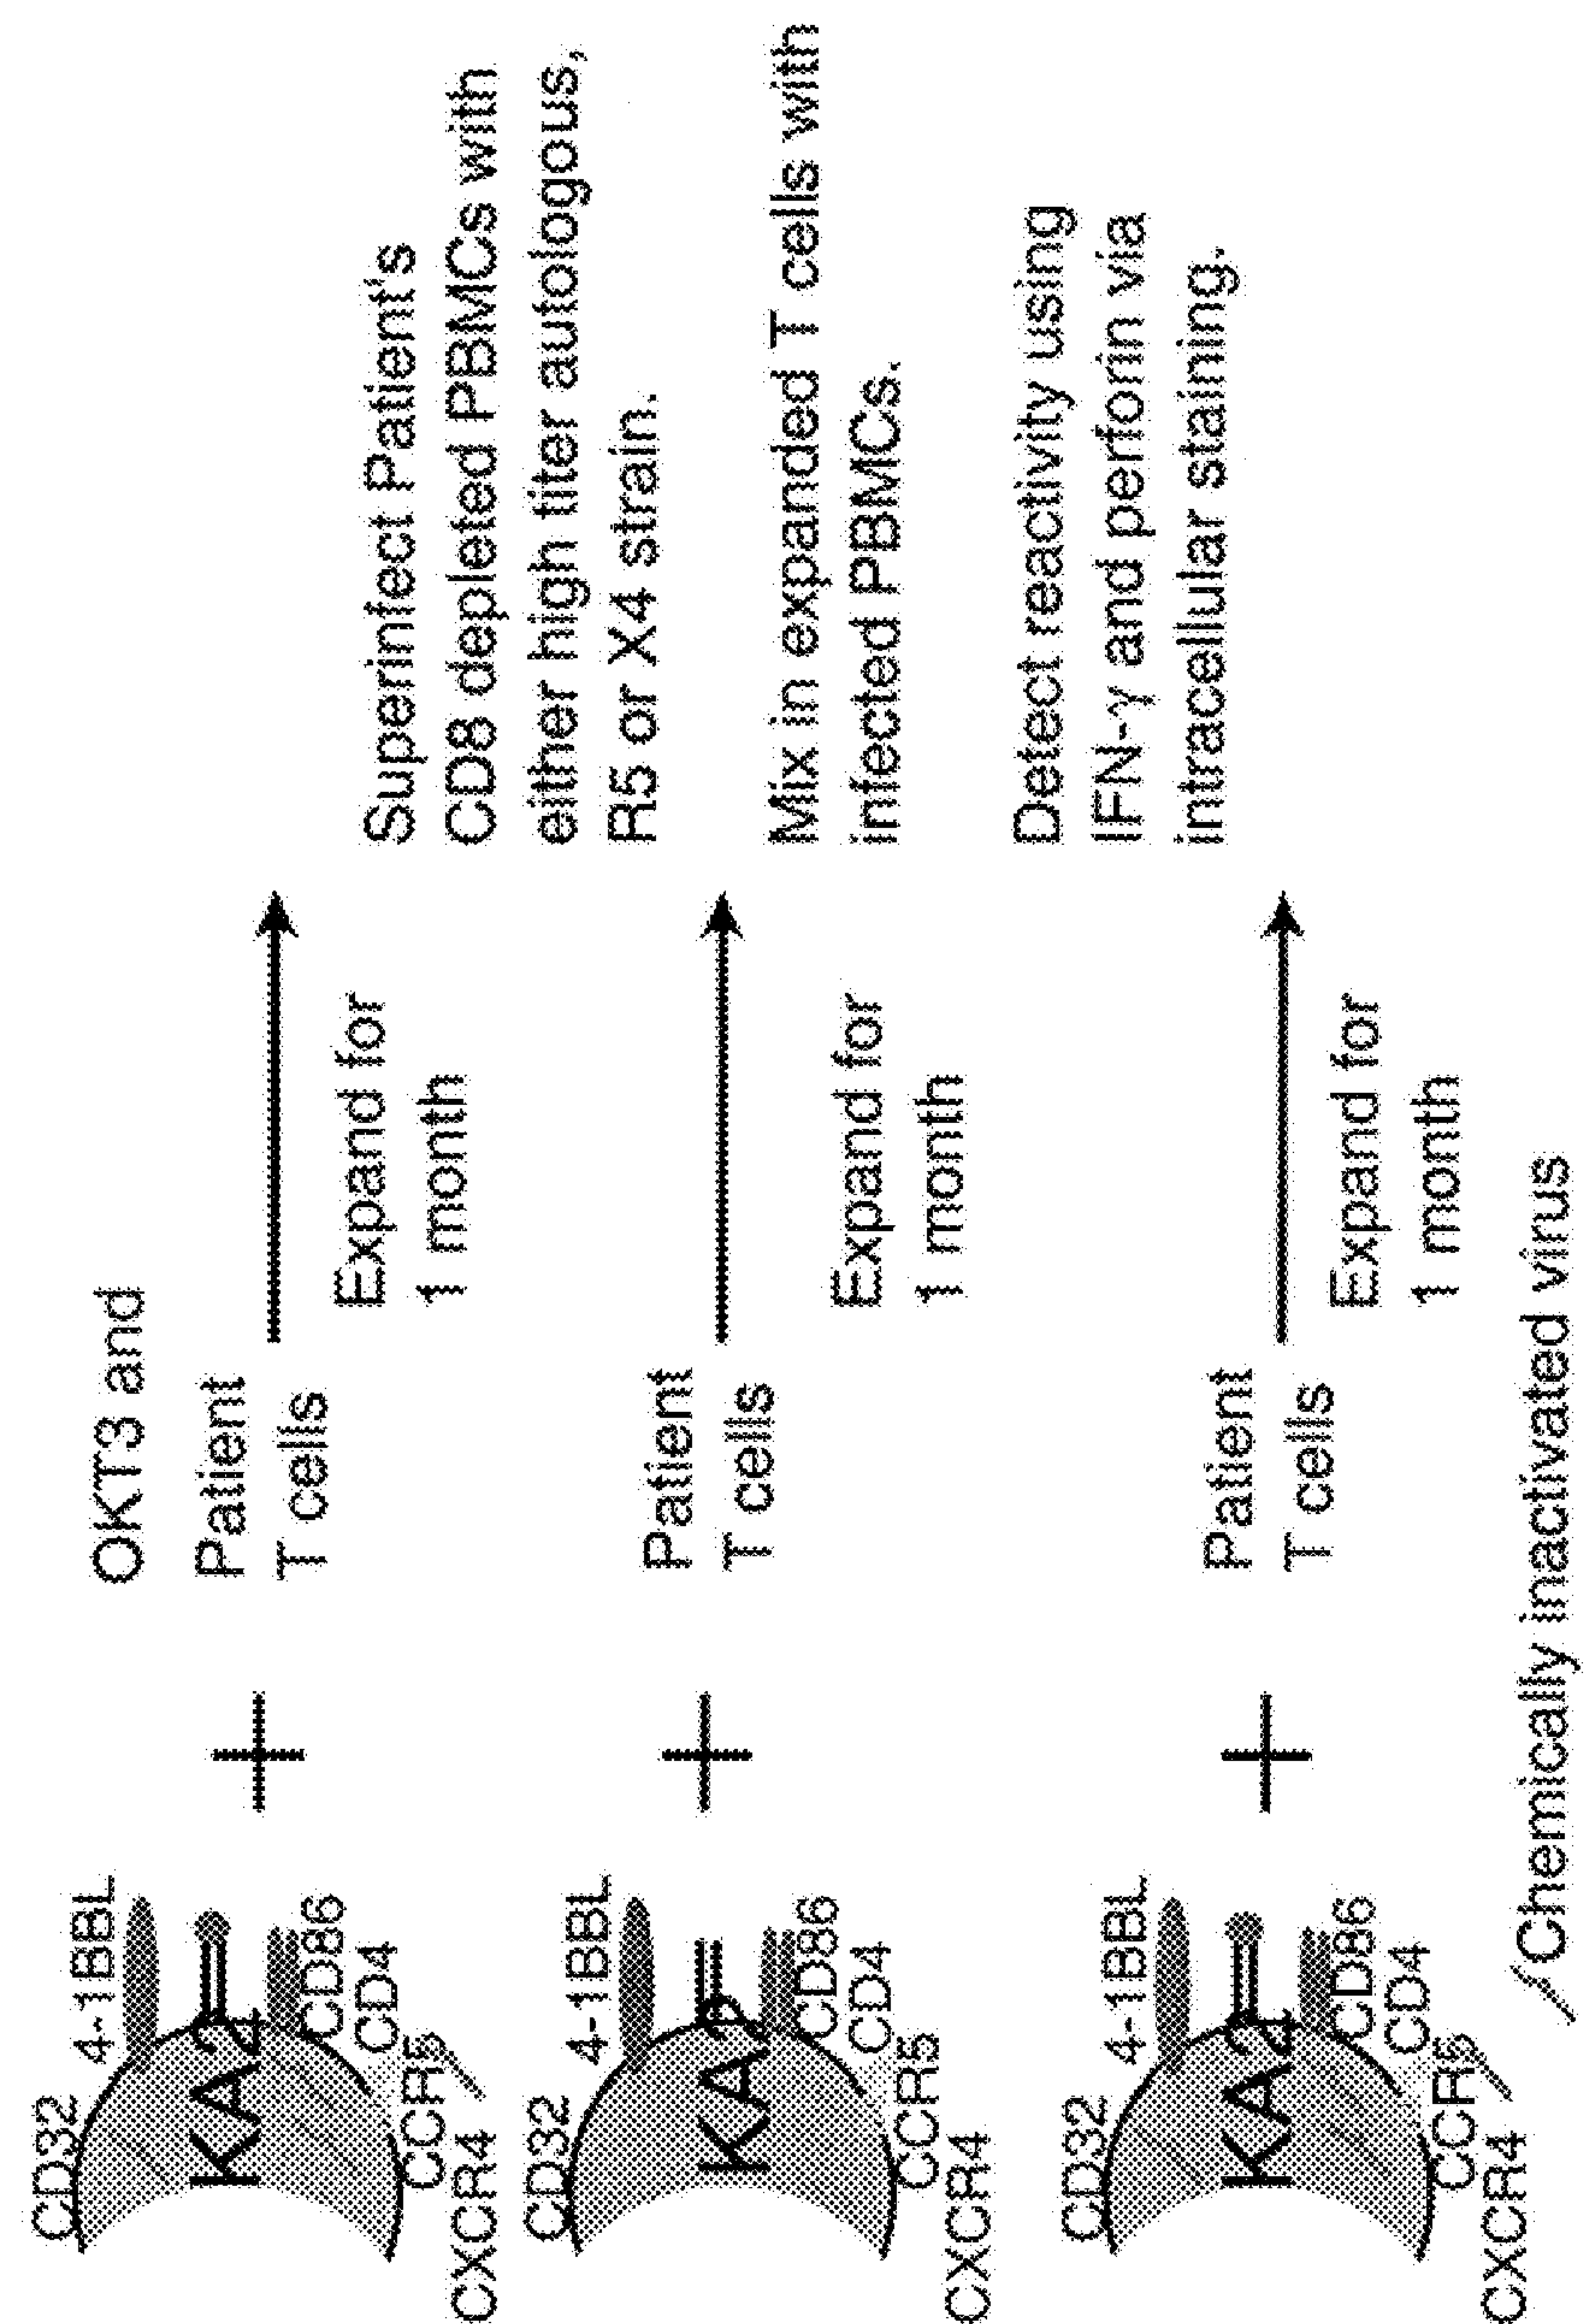 CD32
4-1BBL
KA2
CD86
CD4
CCR5
CXCR4
OKT3 and
Patient
T cells
Expand for
1 month
CD32
4-1BBL
KA2
CD86
CD4
CCR5
CXCR4
Patient
T cells
Expand for
1 month
CD32
4-1BBL
KA2
CD86
CD4
CCR5
CXCR4
Patient
T cells
Expand for
1 month
Chemically inactivated virus
Superinfect Patient's
CD8 depleted PBMCs with
either high titer autologous,
R5 or X4 strain.
Mix in expanded T cells with
infected PBMCs.
Detect reactivity using
IFN-γ and perforin via
intracellular staining.